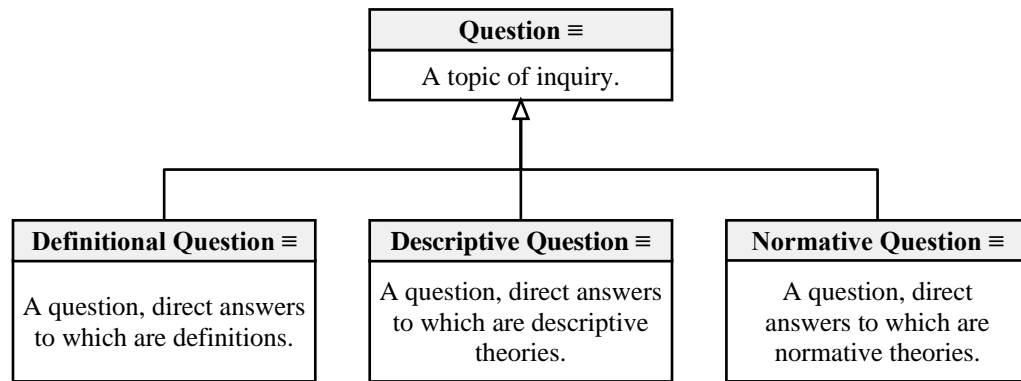 Question ≡
A topic of inquiry.
Definitional Question ≡
A question, direct answers
to which are definitions.
Descriptive Question ≡
A question, direct answers
to which are descriptive
theories.
Normative Question ≡
A question, direct
answers to which are
normative theories.